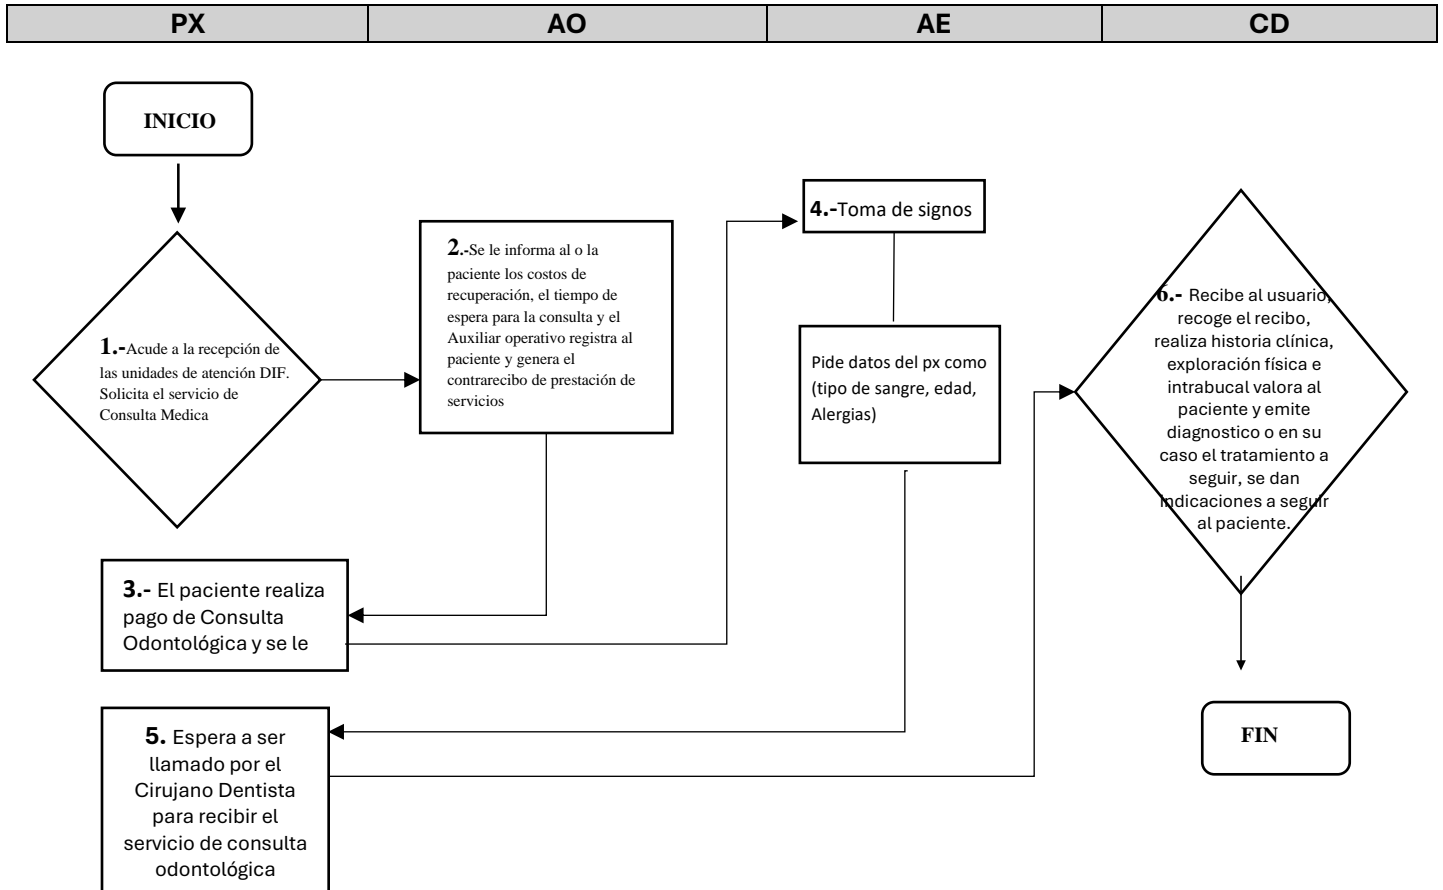 PX
AO
AE
CD
INICIO
1.-Acude a la recepción de
las unidades de atención DIF.
Solicita el servicio de
Consulta Medica
2.-Se le informa al o la
paciente los costos de
recuperación, el tiempo de
espera para la consulta y el
Auxiliar operativo registra al
paciente y genera el
contrarecibo de prestación de
servicios
3.- El paciente realiza
pago de Consulta
Odontológica y se le
4.-Toma de signos
Pide datos del px como
(tipo de sangre, edad,
Alergias)
5. Espera a ser
llamado por el
Cirujano Dentista
para recibir el
servicio de consulta
odontológica
6.- Recibe al usuario,
recoge el recibo,
realiza historia clínica,
exploración física e
intrabucal valora al
paciente y emite
diagnostico o en su
caso el tratamiento a
seguir, se dan
indicaciones a seguir
al paciente.
FIN